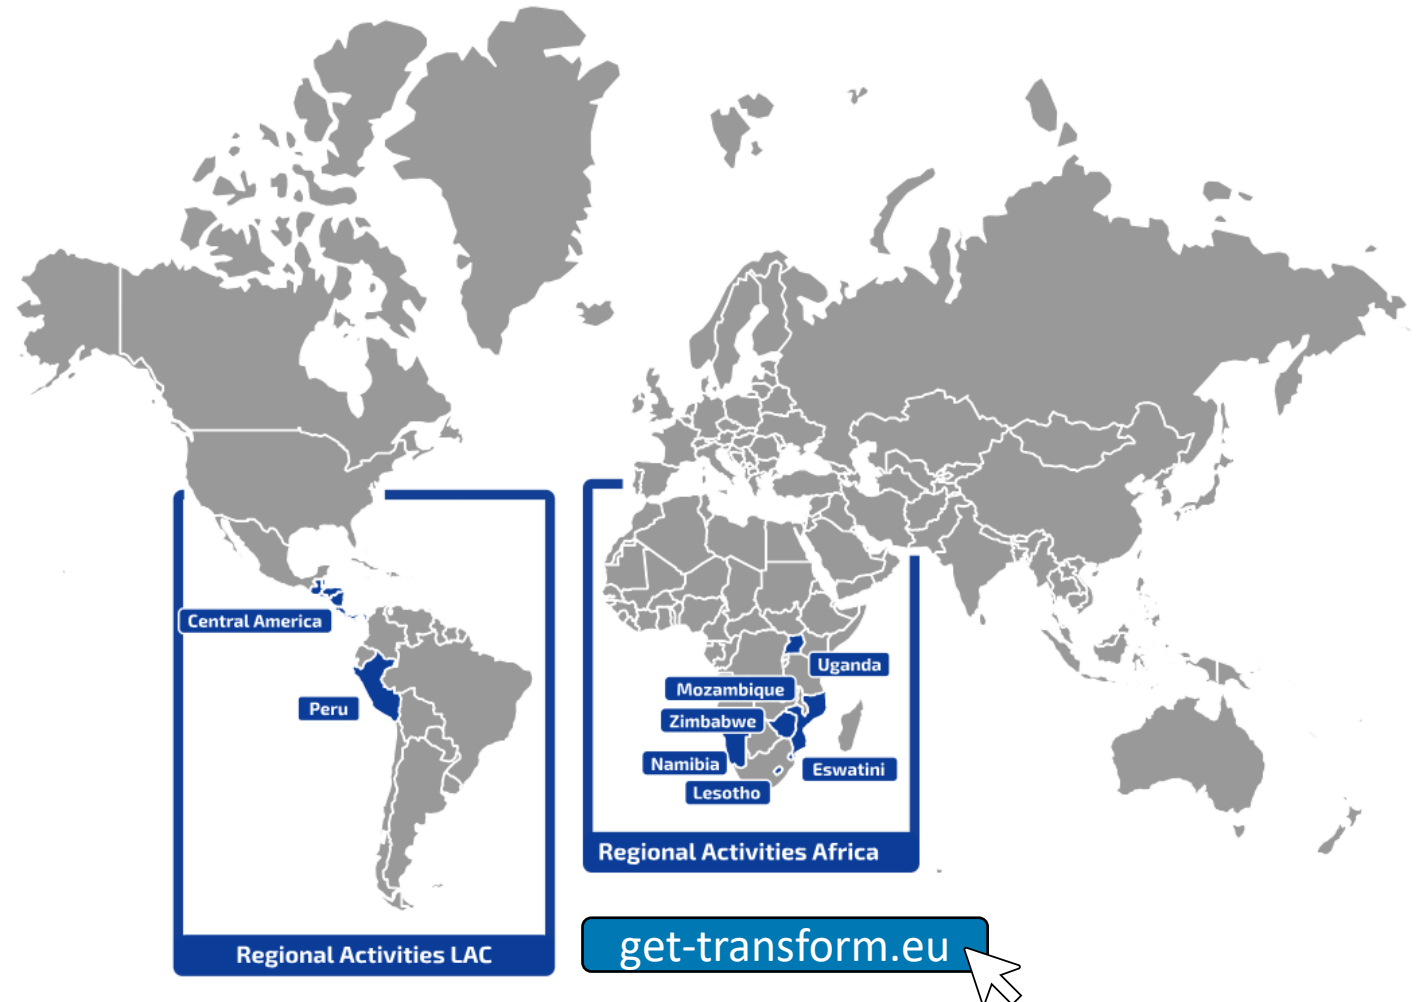 Central America
Peru
Regional Activities LAC
Uganda
Mozambique
Zimbabwe
Namibia
Eswatini
Lesotho
Regional Activities Africa
get-transform.eu